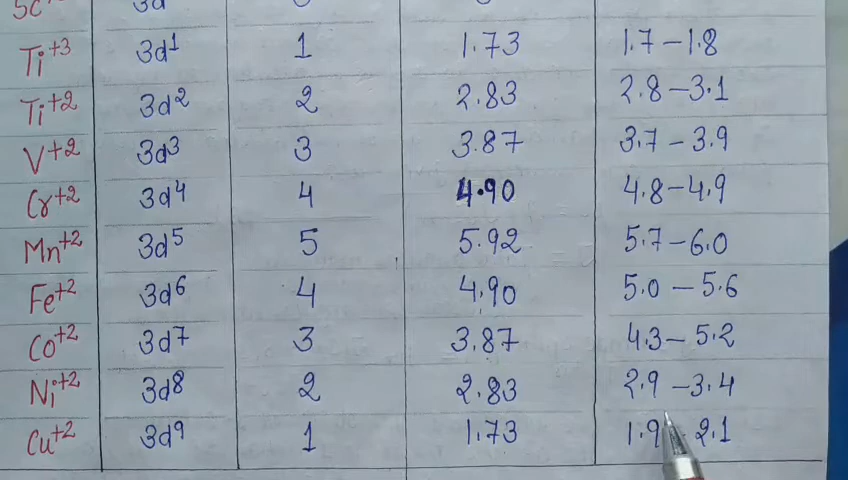 Sc 3d
Ti+3 3d1 1 1.73 1.7-1.8
Ti+2 3d2 2 2.83 2.8-3.1
V+2 3d3 3 3.87 3.7-3.9
Cr+2 3d4 4 4.90 4.8-4.9
Mn+2 3d5 5 5.92 5.7-6.0
Fe+2 3d6 4 4.90 5.0-5.6
Co+2 3d7 3 3.87 4.3-5.2
Ni+2 3d8 2 2.83 2.9-3.4
Cu+2 3d9 1 1.73 1.9-2.1